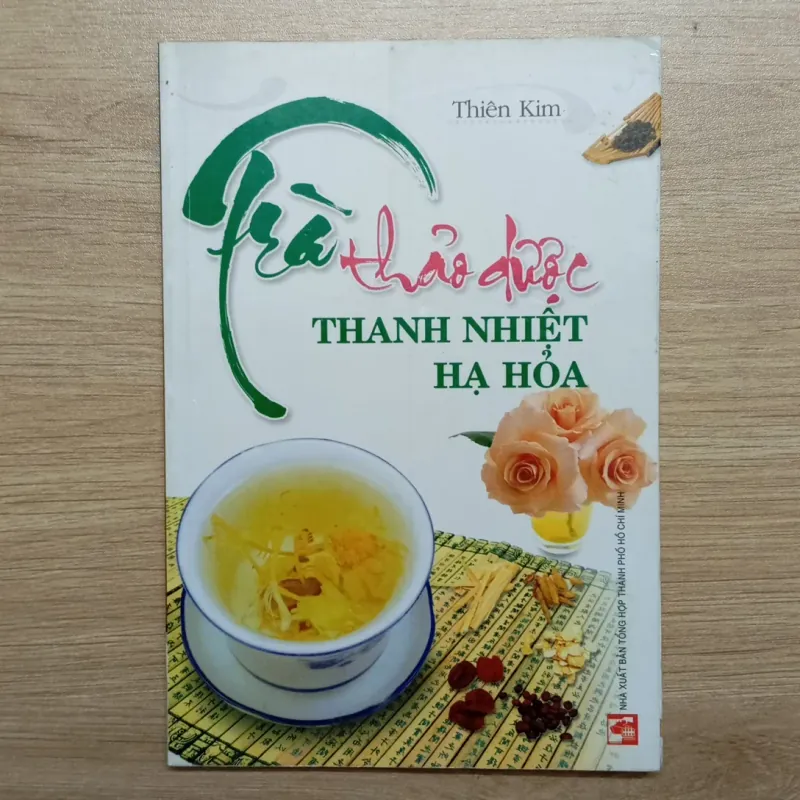 Thiên Kim
Trà thảo dược
THANH NHIỆT
HẠ HỎA
NHÀ XUẤT BẢN TỔNG HỢP THÀNH PHỐ HỒ CHÍ MINH